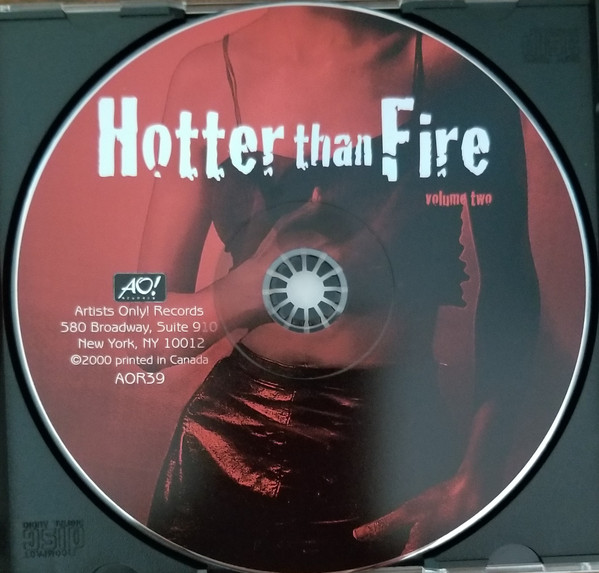 Hotter than Fire
volume two
AO!
RECORDS
Artists Only! Records
580 Broadway, Suite 910
New York, NY 10012
©2000 printed in Canada
AOR39